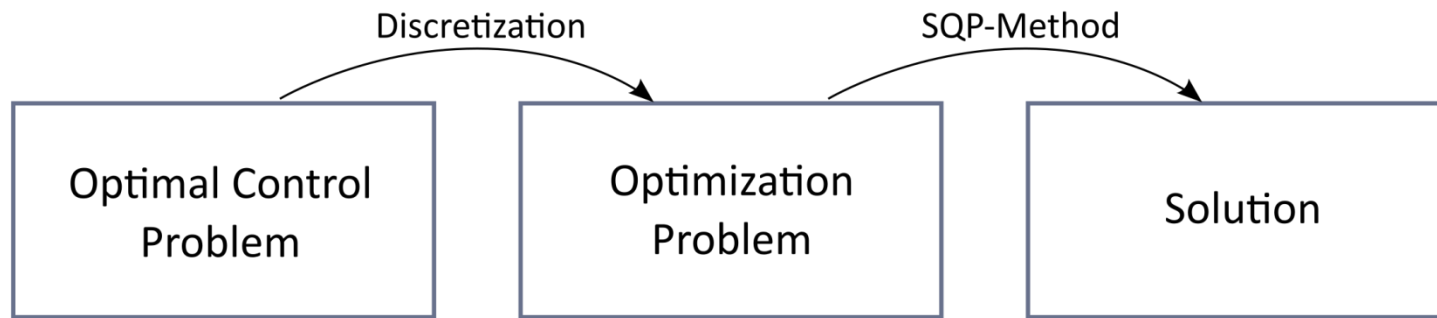 Discretization
SQP-Method
Optimal Control
Problem
Optimization
Problem
Solution